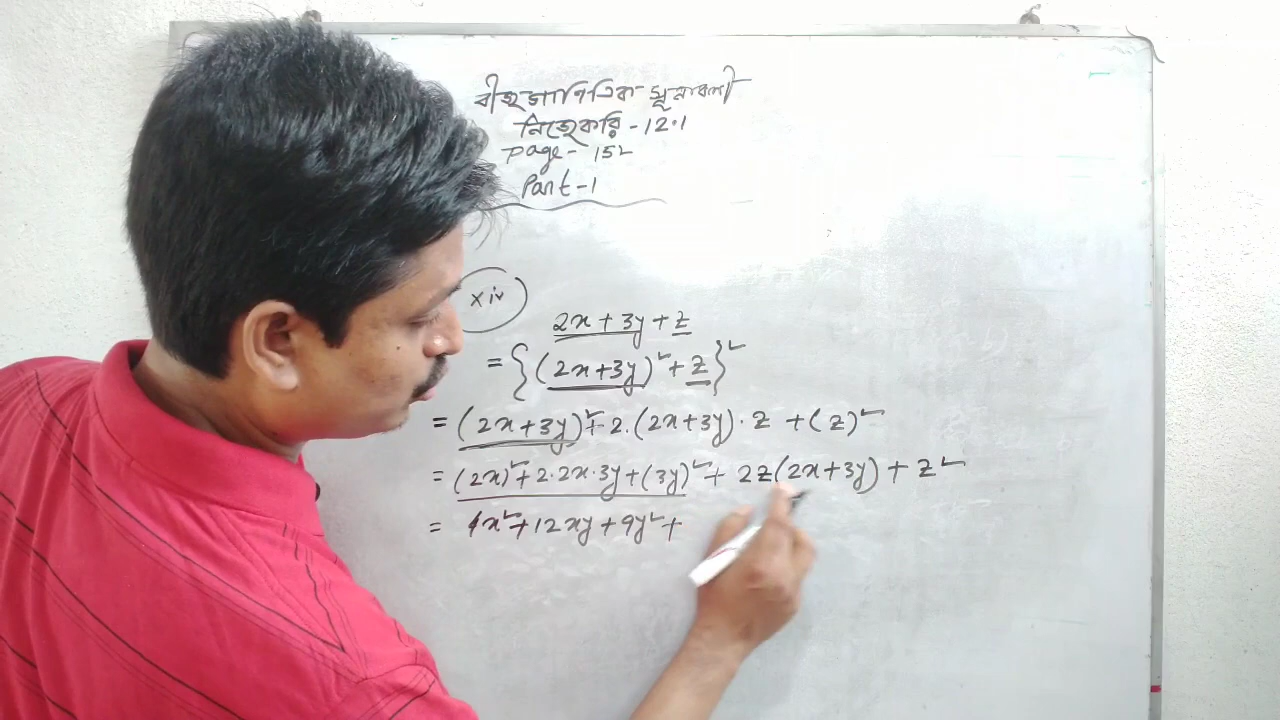 বীজগাণিতিক সূত্রাবলী
নিজেকরি - 12.1
Page - 152
Part - 1
xiv
2x + 3y + z
= {(2x+3y)² + z}²
= (2x+3y)² + 2.(2x+3y).z + (z)²
= (2x)² + 2.2x.3y + (3y)² + 2z(2x+3y) + z²
= 4x² + 12xy + 9y² +